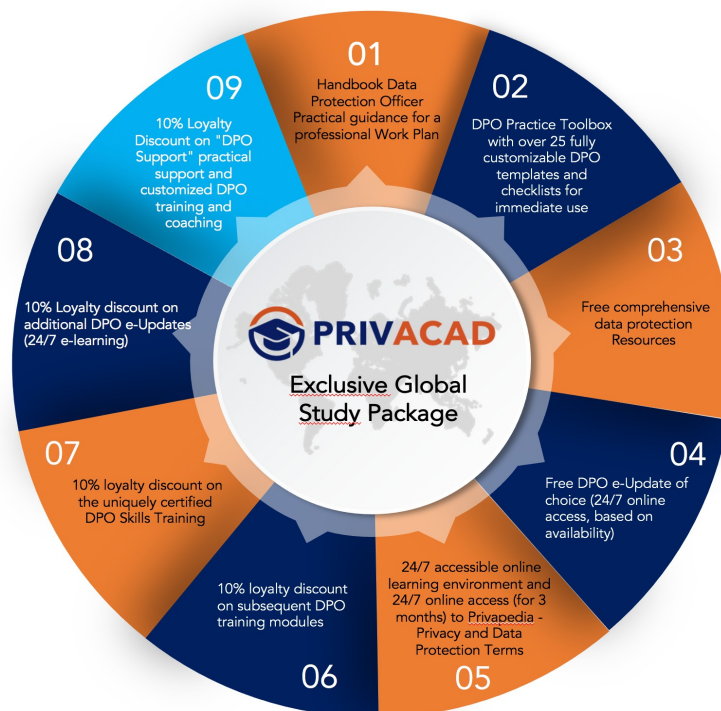 01
Handbook Data
Protection Officer
Practical guidance for a
professional Work Plan
02
DPO Practice Toolbox
with over 25 fully
customizable DPO
templates and
checklists for
immediate use
03
Free comprehensive
data protection
Resources
04
Free DPO e-Update of
choice (24/7 online
access, based on
availability)
24/7 accessible online
learning environment and
24/7 online access (for 3
months) to Privapedia -
Privacy and Data
Protection Terms
05
10% loyalty discount
on subsequent DPO
training modules
06
07
10% loyalty discount on
the uniquely certified
DPO Skills Training
08
10% Loyalty discount on
additional DPO e-Updates
(24/7 e-learning)
09
10% Loyalty
Discount on "DPO
Support" practical
support and
customized DPO
training and
coaching
PRIVACAD
Exclusive Global
Study Package